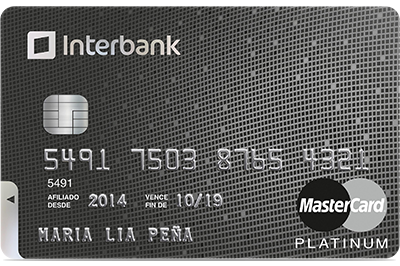 Interbank
5491 7503 8765 4321
5491
AFILIADO DESDE 2014 VENCE FIN DE 10/19
MARIA LIA PEÑA
MasterCard
PLATINUM